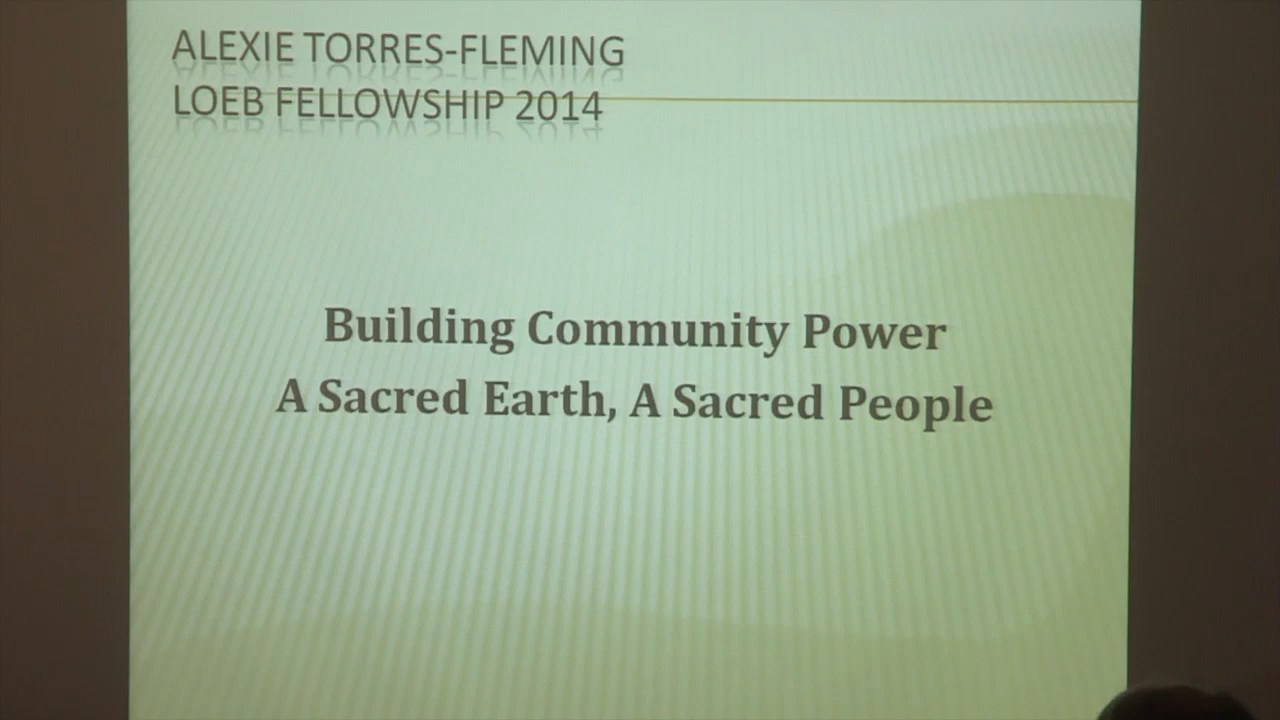 ALEXIE TORRES-FLEMING
LOEB FELLOWSHIP 2014
Building Community Power
A Sacred Earth, A Sacred People